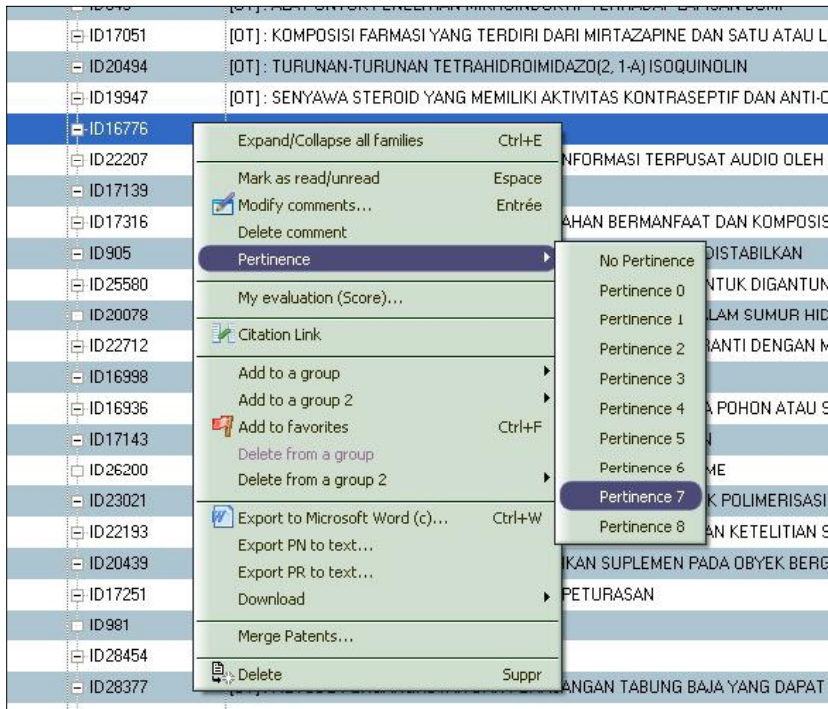 ID17051 [OT] : KOMPOSISI FARMASI YANG TERDIRI DARI MIRTAZAPINE DAN SATU ATAU L
ID20494 [OT] : TURUNAN-TURUNAN TETRAHIDROIMIDAZO(2, 1-A) ISOQUINOLIN
ID19947 [OT] : SENYAWA STEROID YANG MEMILIKI AKTIVITAS KONTRASEPTIF DAN ANTI-
ID16776
Expand/Collapse all families Ctrl+E
ID22207 NFORMASI TERPUSAT AUDIO OLEH
Mark as read/unread Espace
ID17139
Modify comments... Entrée
ID17316 AHAN BERMANFAAT DAN KOMPOSIS
Delete comment
ID905 DISTABILKAN
Pertinence No Pertinence
ID25580 NTUK DIGANTUN
Pertinence 0
My evaluation (Score)...
ID20078 LAM SUMUR HID
Pertinence 1
Citation Link
ID22712 ANTI DENGAN M
Pertinence 2
ID16998
Add to a group Pertinence 3
Add to a group 2
ID16936 A POHON ATAU S
Pertinence 4
Add to favorites Ctrl+F
ID17143
Pertinence 5
Delete from a group
ID26200 ME
Pertinence 6
Delete from a group 2
ID23021 K POLIMERISASI
Pertinence 7
Export to Microsoft Word (c)... Ctrl+W
ID22193 AN KETELITIAN S
Pertinence 8
Export PN to text...
ID20439 IKAN SUPLEMEN PADA OBYEK BERG
Export PR to text...
ID17251 PETURASAN
Download
ID981
Merge Patents...
ID28454
Delete Suppr
ID28377 ANGAN TABUNG BAJA YANG DAPAT